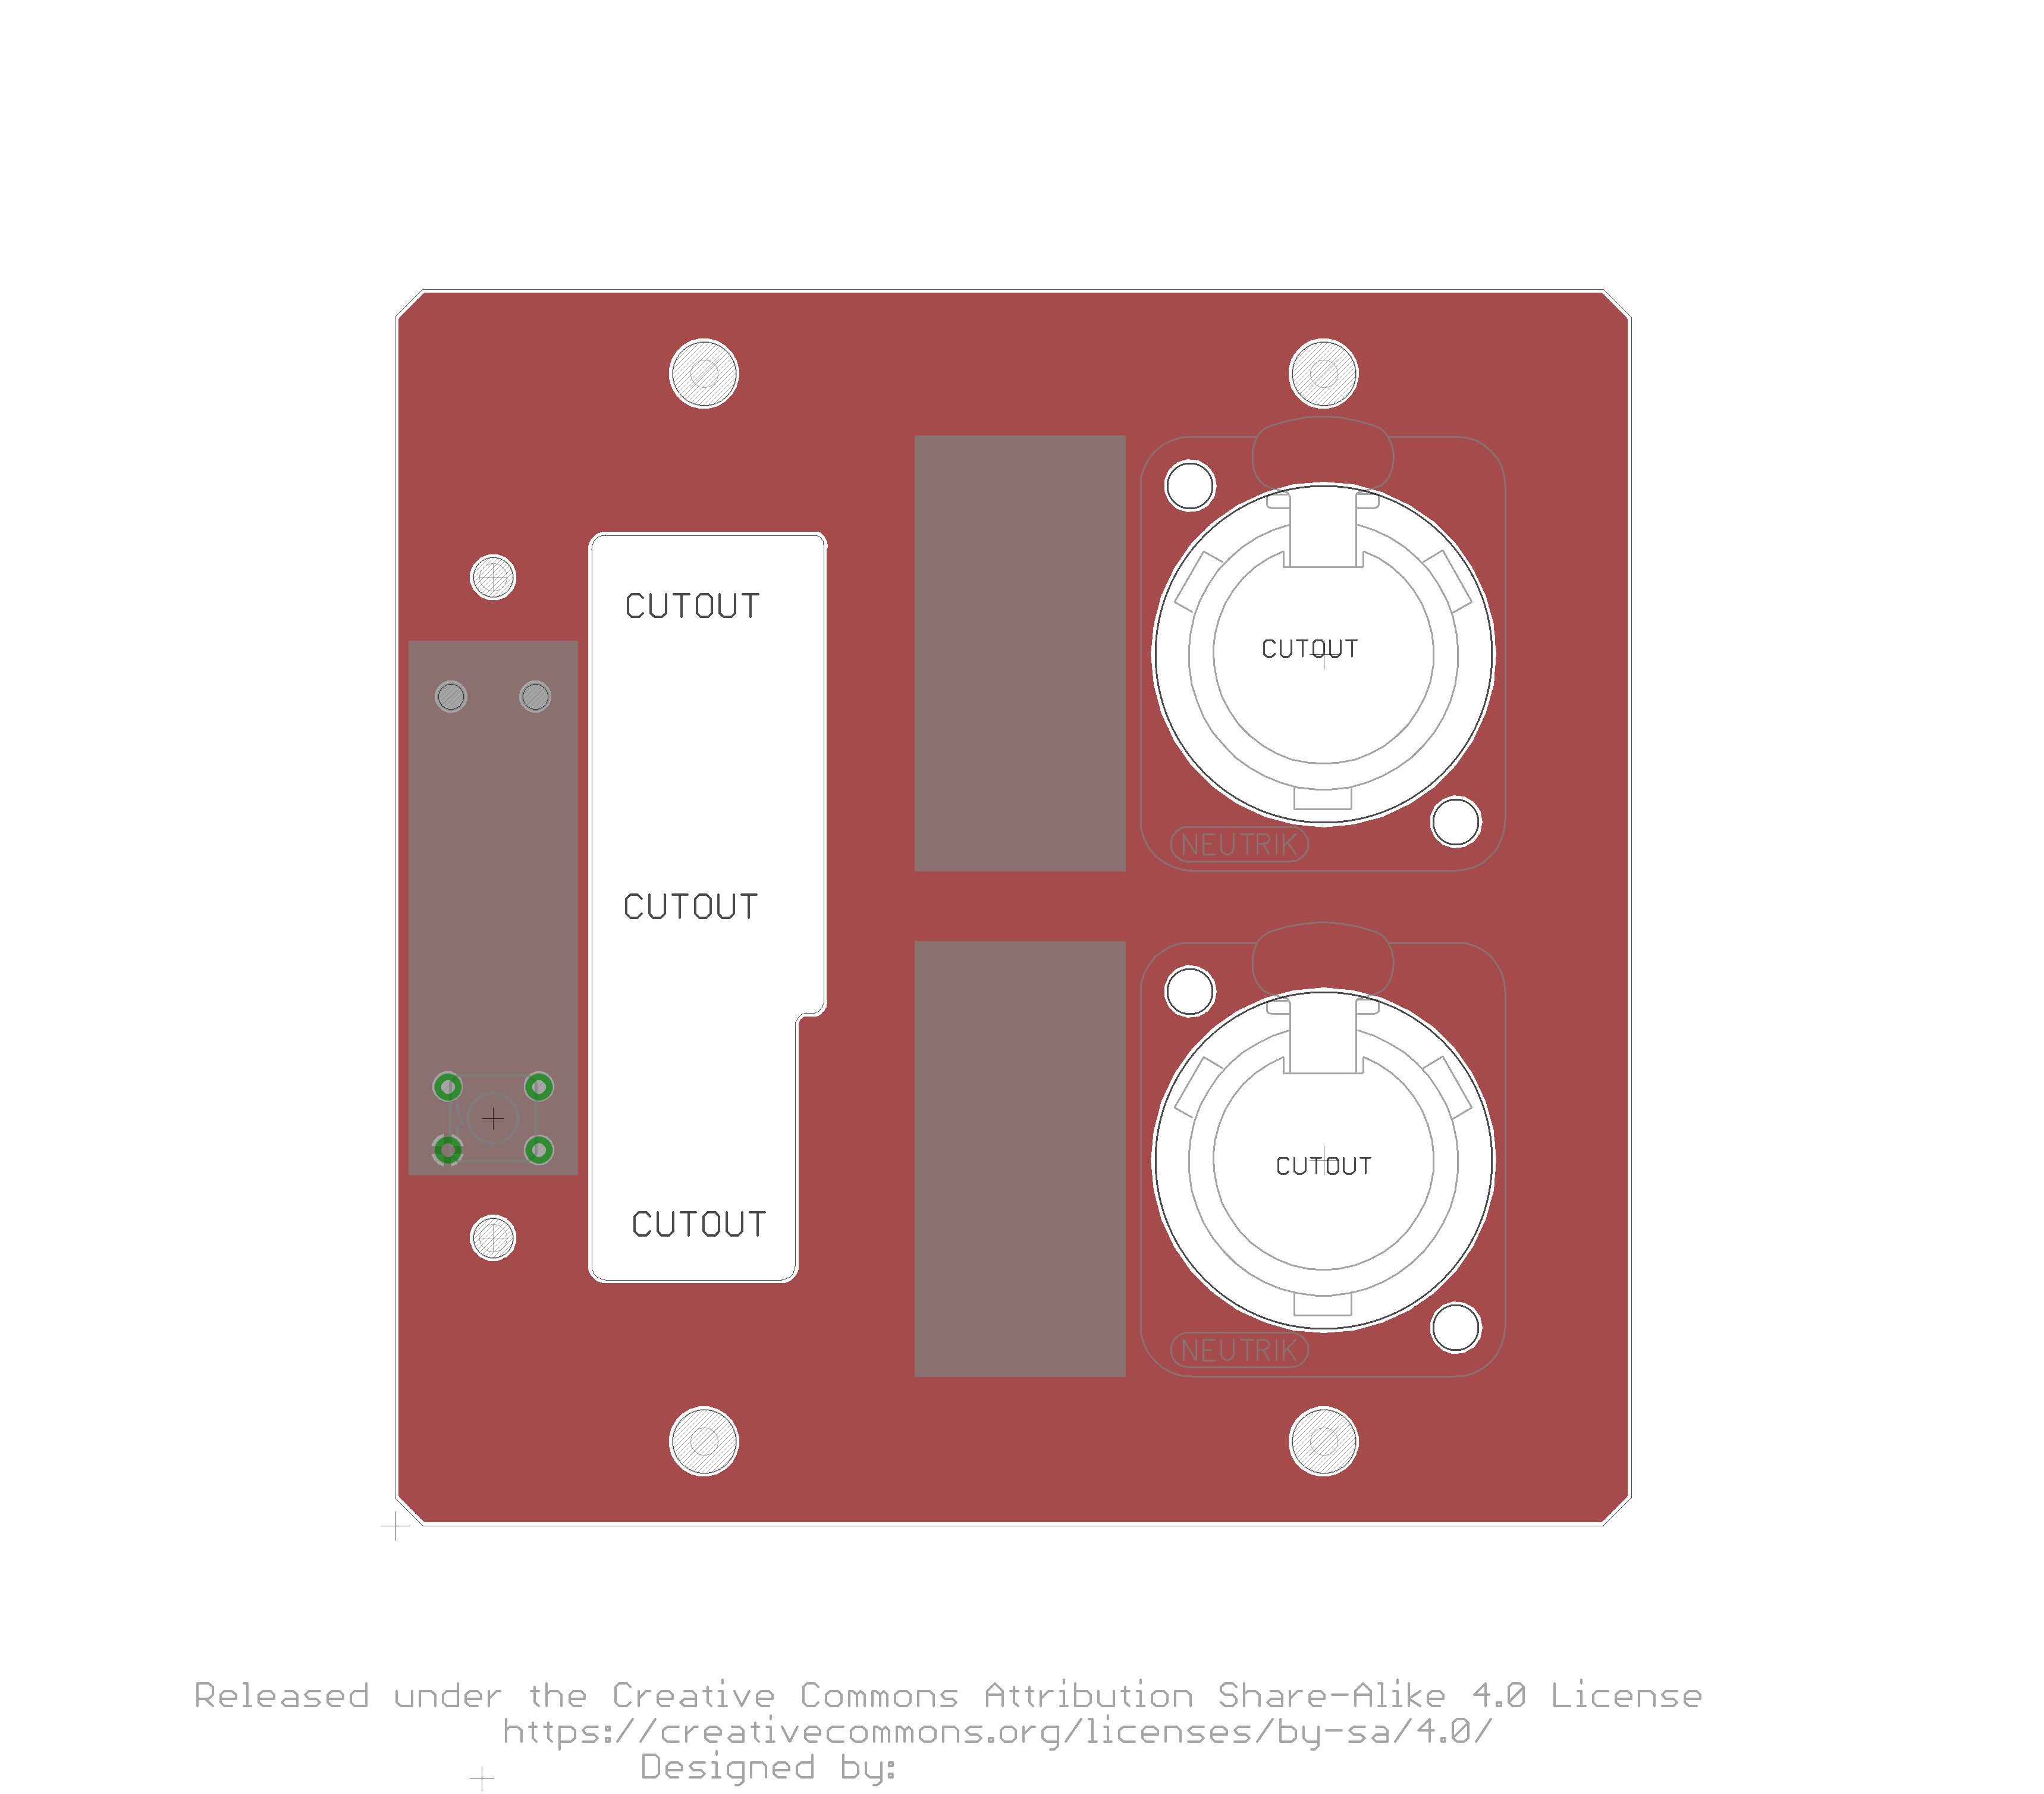 CUTOUT
CUTOUT
NEUTRIK
CUTOUT
CUTOUT
CUTOUT
NEUTRIK
Released under the Creative Commons Attribution Share-Alike 4.0 License
https://creativecommons.org/licenses/by-sa/4.0/
Designed by: